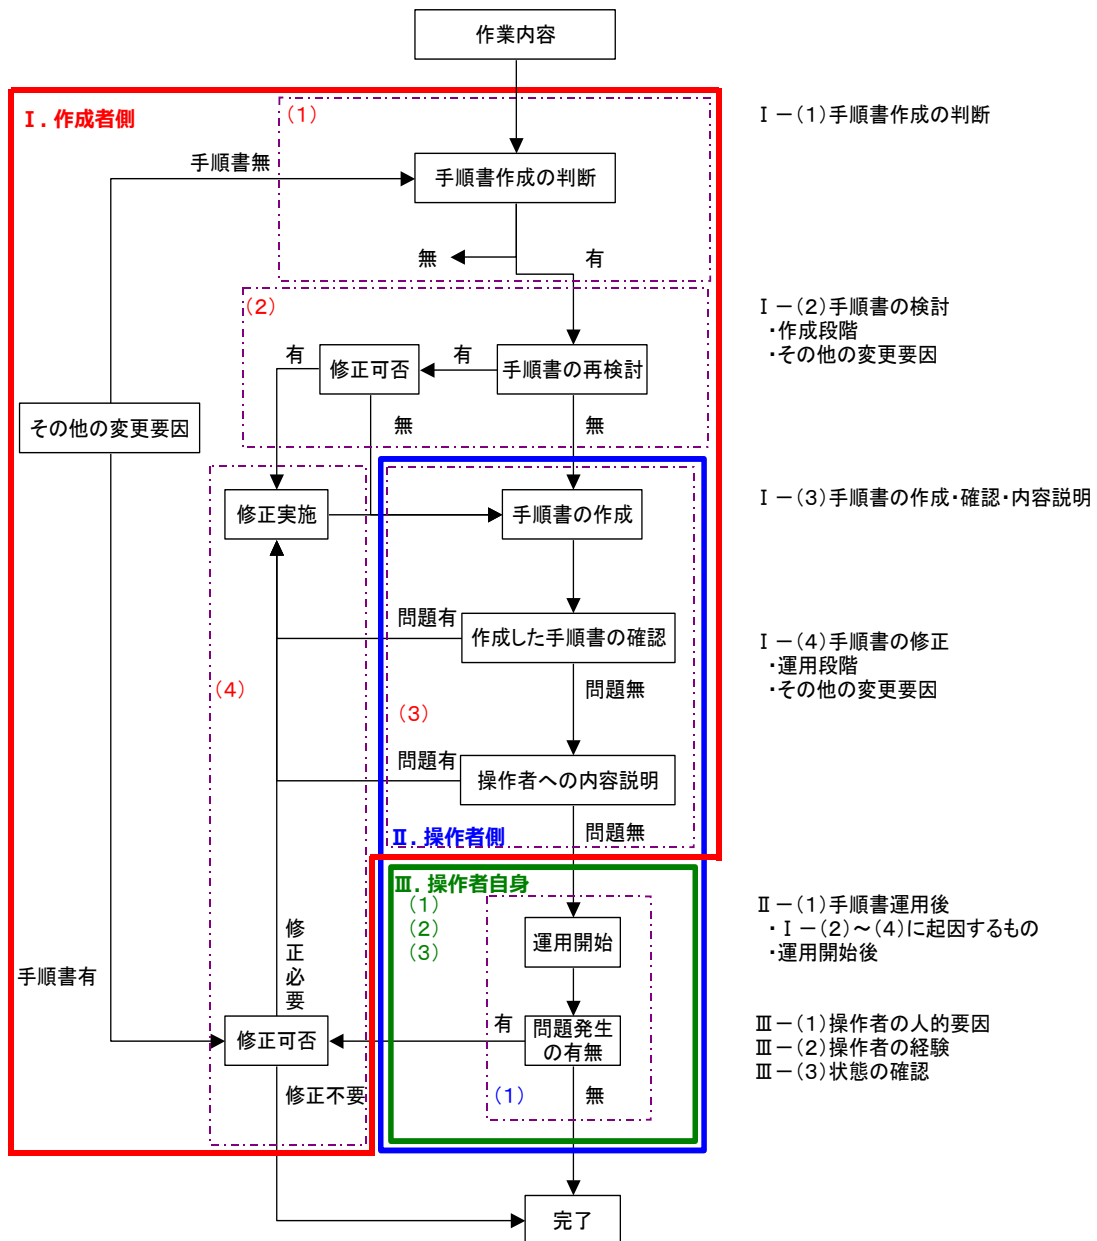 作業内容
Ⅰ. 作成者側
(1)
Ⅰ-(1)手順書作成の判断
手順書無
手順書作成の判断
無
有
(2)
Ⅰ-(2)手順書の検討
・作成段階
・その他の変更要因
有
修正可否
有
手順書の再検討
その他の変更要因
無
無
修正実施
手順書の作成
Ⅰ-(3)手順書の作成・確認・内容説明
問題有
作成した手順書の確認
Ⅰ-(4)手順書の修正
・運用段階
・その他の変更要因
(4)
問題無
(3)
問題有
操作者への内容説明
Ⅱ. 操作者側
問題無
Ⅲ. 操作者自身
(1)
(2)
(3)
運用開始
Ⅱ-(1)手順書運用後
・Ⅰ-(2)～(4)に起因するもの
・運用開始後
修正必要
手順書有
修正可否
有
問題発生
の有無
Ⅲ-(1)操作者の人的要因
Ⅲ-(2)操作者の経験
Ⅲ-(3)状態の確認
修正不要
(1)
無
完了